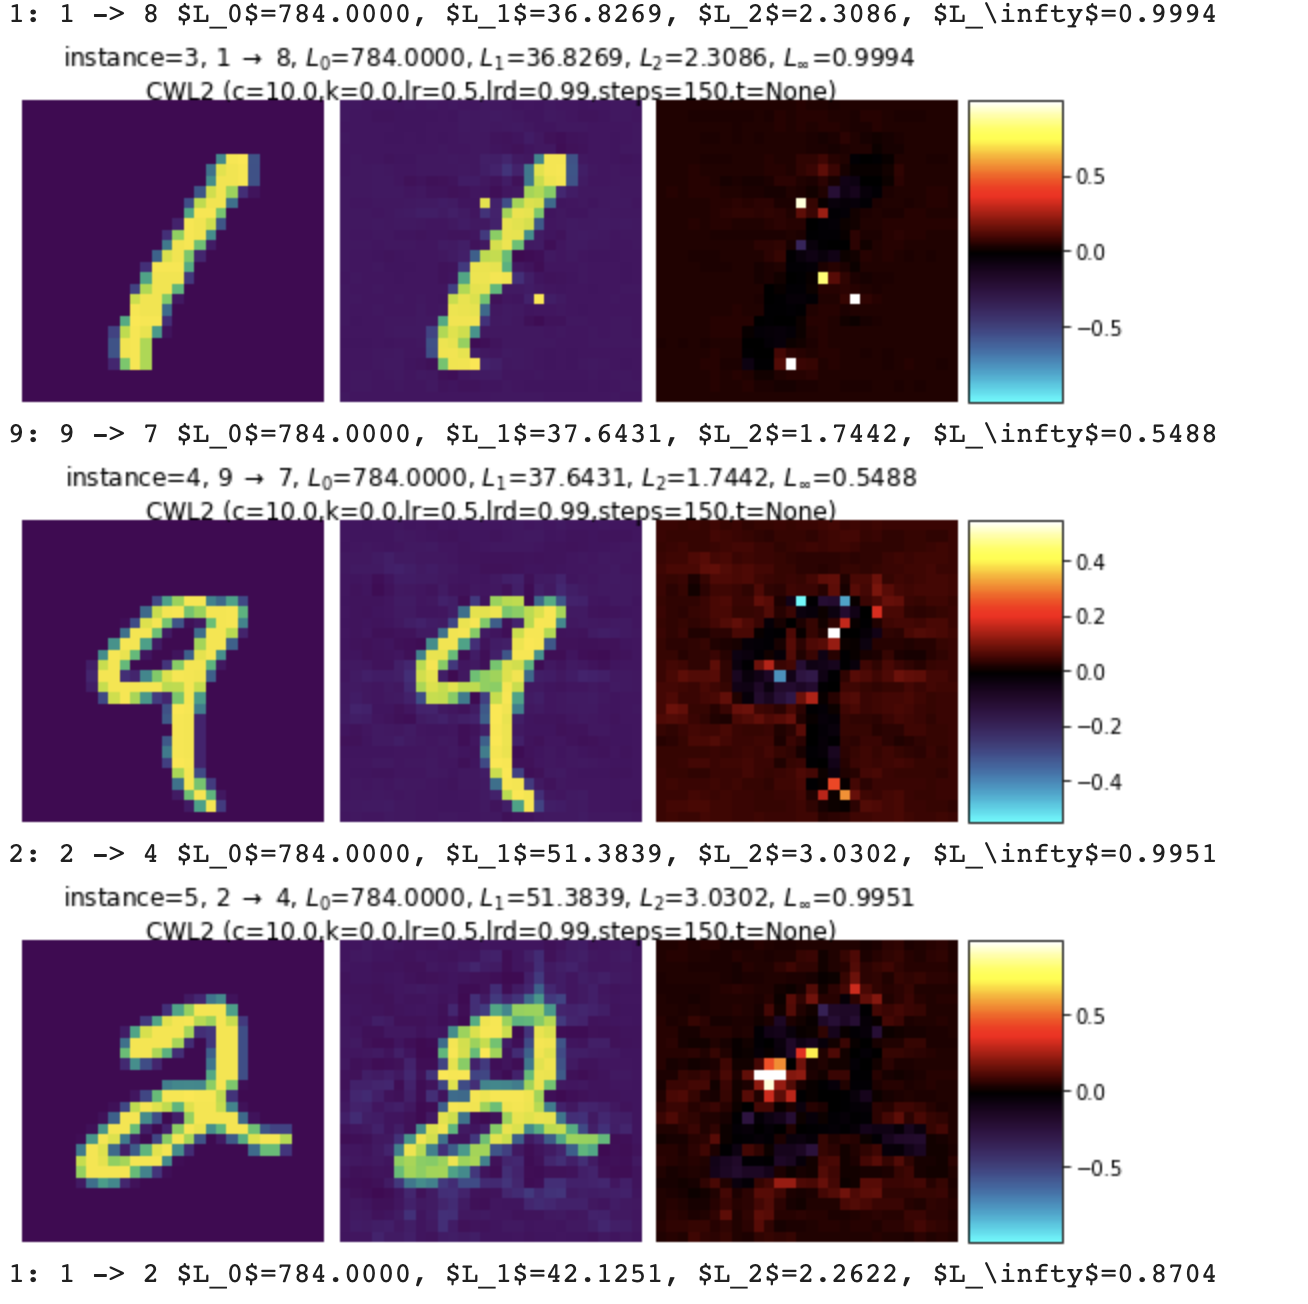 1: 1 -> 8 $L_0$=784.0000, $L_1$=36.8269, $L_2$=2.3086, $L_\infty$=0.9994
instance=3, 1 → 8, L₀=784.0000, L₁=36.8269, L₂=2.3086, L∞=0.9994
CWL2 (c=10.0,k=0.0,lr=0.5,lrd=0.99,steps=150,t=None)
0.5
0.0
−0.5
9: 9 -> 7 $L_0$=784.0000, $L_1$=37.6431, $L_2$=1.7442, $L_\infty$=0.5488
instance=4, 9 → 7, L₀=784.0000, L₁=37.6431, L₂=1.7442, L∞=0.5488
CWL2 (c=10.0,k=0.0,lr=0.5,lrd=0.99,steps=150,t=None)
0.4
0.2
0.0
−0.2
−0.4
2: 2 -> 4 $L_0$=784.0000, $L_1$=51.3839, $L_2$=3.0302, $L_\infty$=0.9951
instance=5, 2 → 4, L₀=784.0000, L₁=51.3839, L₂=3.0302, L∞=0.9951
CWL2 (c=10.0,k=0.0,lr=0.5,lrd=0.99,steps=150,t=None)
0.5
0.0
−0.5
1: 1 -> 2 $L_0$=784.0000, $L_1$=42.1251, $L_2$=2.2622, $L_\infty$=0.8704